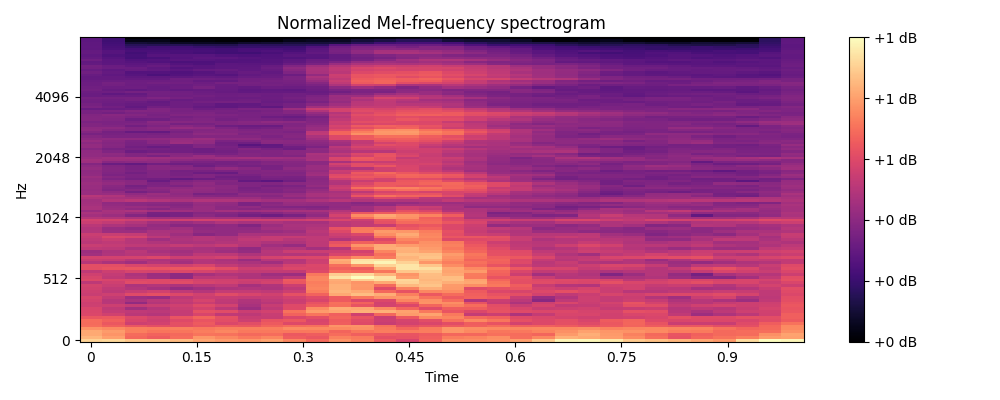 Normalized Mel-frequency spectrogram
Hz
4096
2048
1024
512
0
0 0.15 0.3 0.45 0.6 0.75 0.9
Time
+1 dB
+1 dB
+1 dB
+0 dB
+0 dB
+0 dB